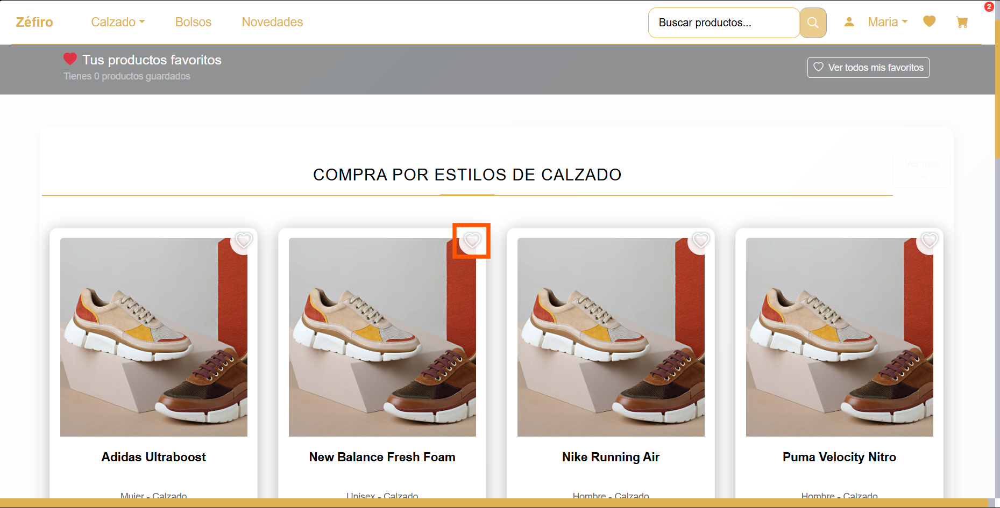 Zéfiro Calzado Bolsos Novedades Buscar productos... Maria 2
Tus productos favoritos
Tienes 0 productos guardados
Ver todos mis favoritos
Ver más
COMPRA POR ESTILOS DE CALZADO
Adidas Ultraboost
Mujer - Calzado
New Balance Fresh Foam
Unisex - Calzado
Nike Running Air
Hombre - Calzado
Puma Velocity Nitro
Hombre - Calzado